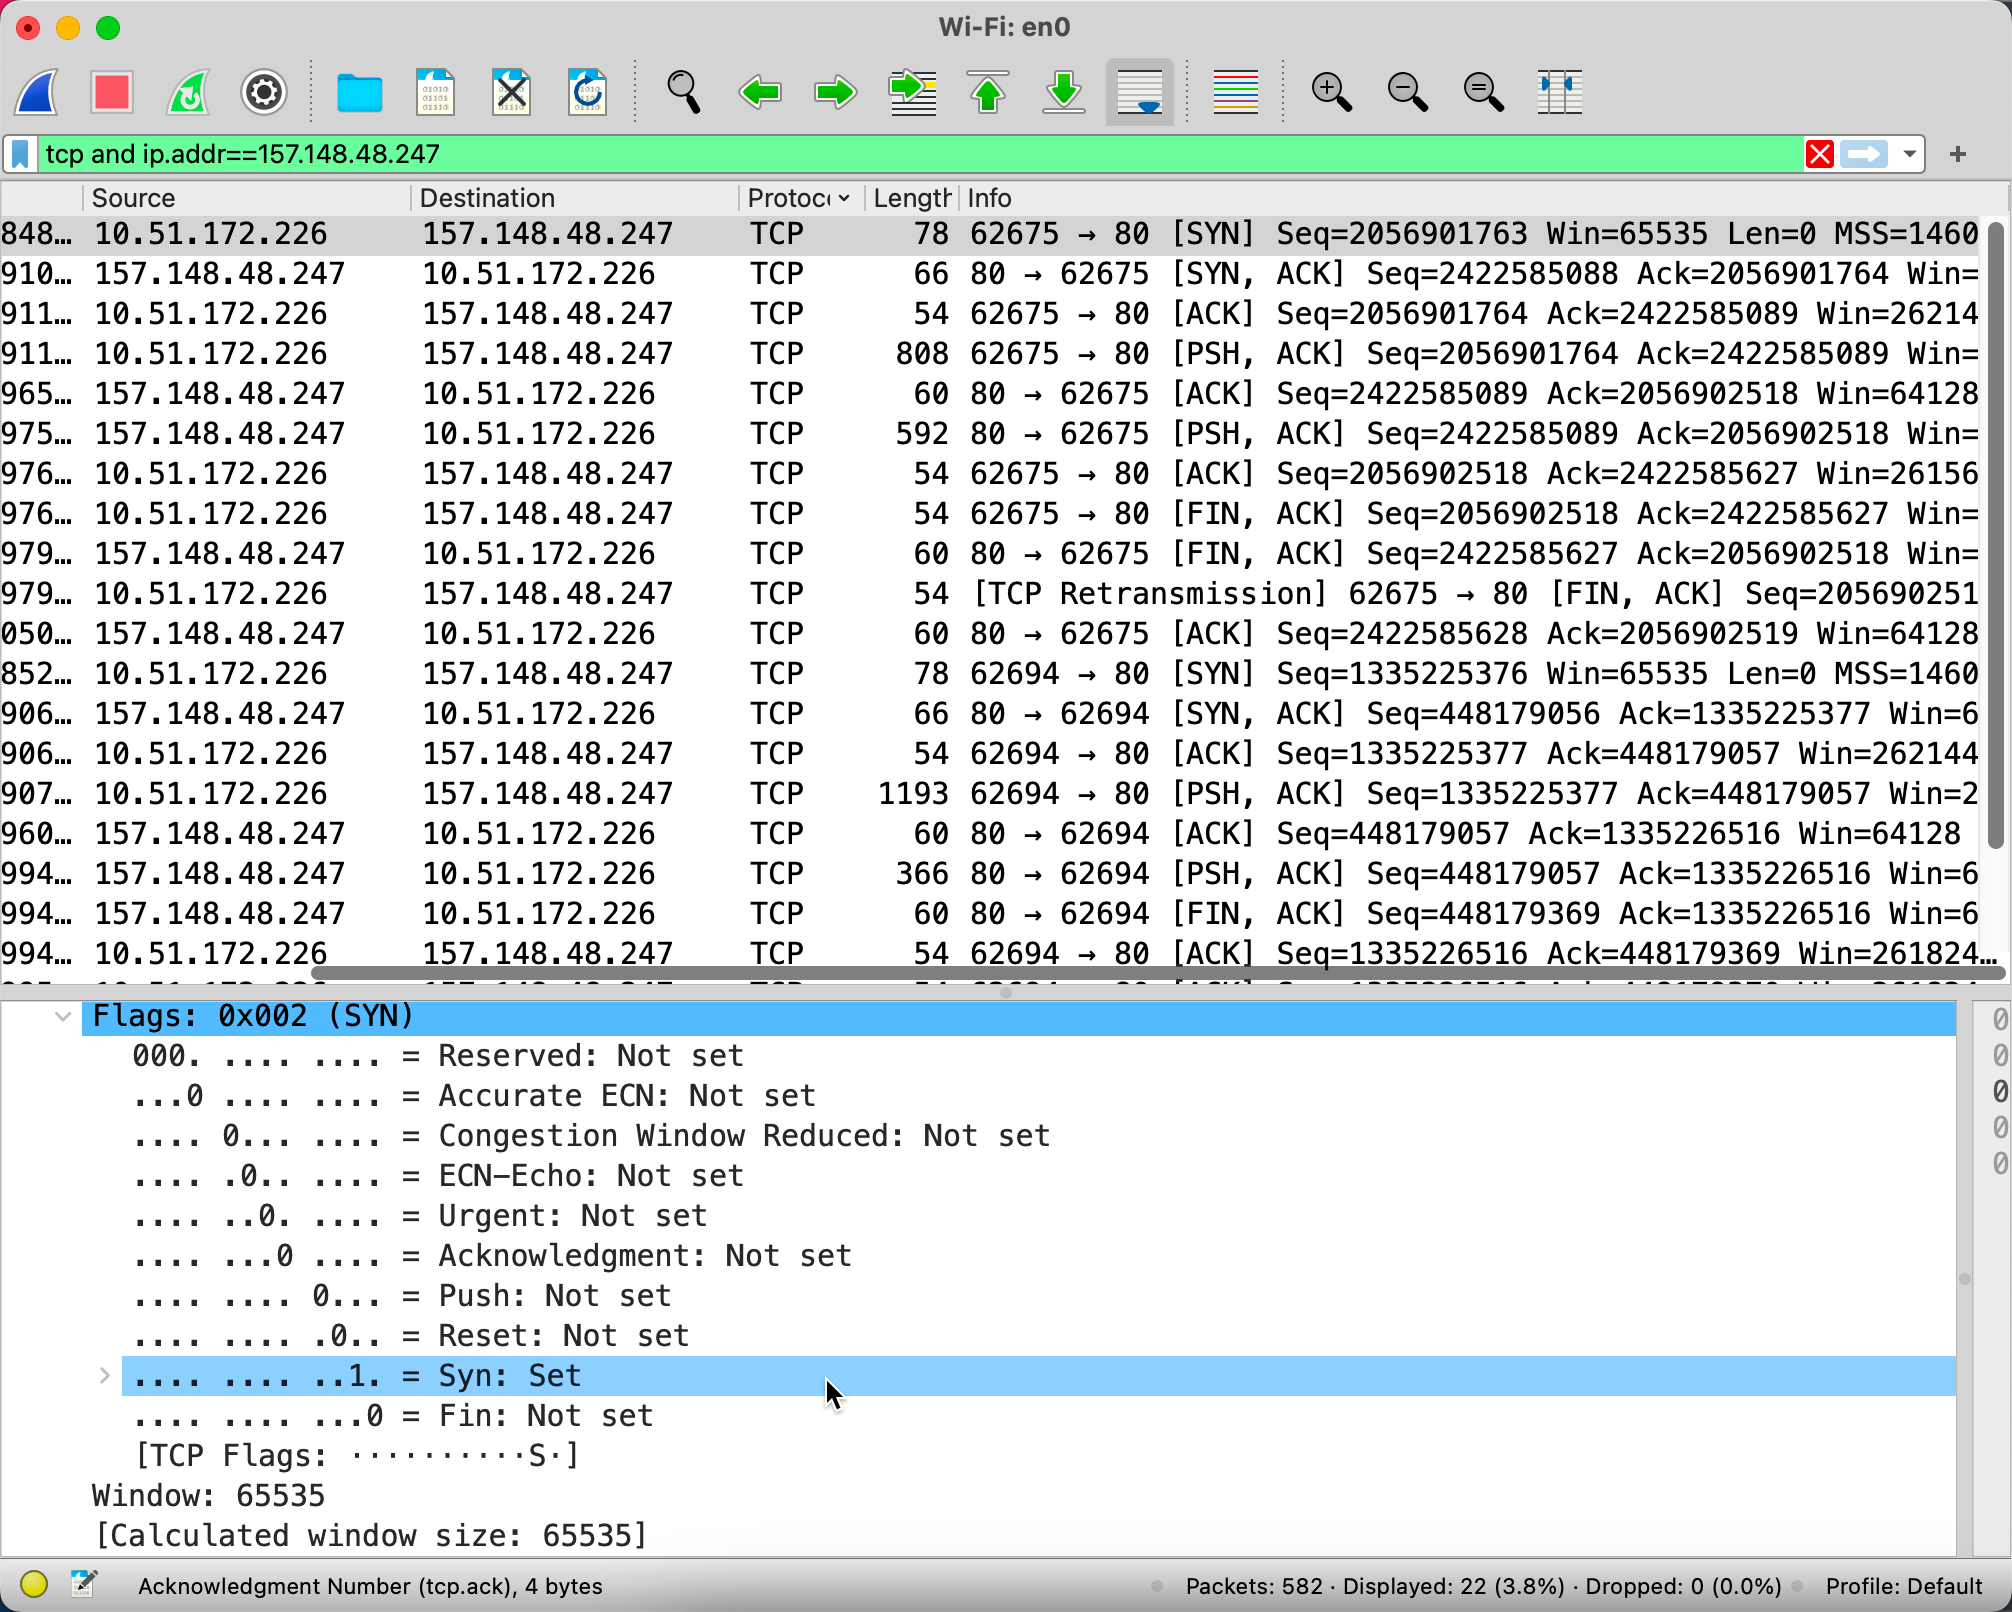 Wi-Fi: en0
tcp and ip.addr==157.148.48.247
Source Destination Protoc Length Info
848… 10.51.172.226 157.148.48.247 TCP 78 62675 → 80 [SYN] Seq=2056901763 Win=65535 Len=0 MSS=1460
910… 157.148.48.247 10.51.172.226 TCP 66 80 → 62675 [SYN, ACK] Seq=2422585088 Ack=2056901764 Win=
911… 10.51.172.226 157.148.48.247 TCP 54 62675 → 80 [ACK] Seq=2056901764 Ack=2422585089 Win=26214
911… 10.51.172.226 157.148.48.247 TCP 808 62675 → 80 [PSH, ACK] Seq=2056901764 Ack=2422585089 Win=
965… 157.148.48.247 10.51.172.226 TCP 60 80 → 62675 [ACK] Seq=2422585089 Ack=2056902518 Win=64128
975… 157.148.48.247 10.51.172.226 TCP 592 80 → 62675 [PSH, ACK] Seq=2422585089 Ack=2056902518 Win=
976… 10.51.172.226 157.148.48.247 TCP 54 62675 → 80 [ACK] Seq=2056902518 Ack=2422585627 Win=26156
976… 10.51.172.226 157.148.48.247 TCP 54 62675 → 80 [FIN, ACK] Seq=2056902518 Ack=2422585627 Win=
979… 157.148.48.247 10.51.172.226 TCP 60 80 → 62675 [FIN, ACK] Seq=2422585627 Ack=2056902518 Win=
979… 10.51.172.226 157.148.48.247 TCP 54 [TCP Retransmission] 62675 → 80 [FIN, ACK] Seq=205690251
050… 157.148.48.247 10.51.172.226 TCP 60 80 → 62675 [ACK] Seq=2422585628 Ack=2056902519 Win=64128
852… 10.51.172.226 157.148.48.247 TCP 78 62694 → 80 [SYN] Seq=1335225376 Win=65535 Len=0 MSS=1460
906… 157.148.48.247 10.51.172.226 TCP 66 80 → 62694 [SYN, ACK] Seq=448179056 Ack=1335225377 Win=6
906… 10.51.172.226 157.148.48.247 TCP 54 62694 → 80 [ACK] Seq=1335225377 Ack=448179057 Win=262144
907… 10.51.172.226 157.148.48.247 TCP 1193 62694 → 80 [PSH, ACK] Seq=1335225377 Ack=448179057 Win=2
960… 157.148.48.247 10.51.172.226 TCP 60 80 → 62694 [ACK] Seq=448179057 Ack=1335226516 Win=64128
994… 157.148.48.247 10.51.172.226 TCP 366 80 → 62694 [PSH, ACK] Seq=448179057 Ack=1335226516 Win=6
994… 157.148.48.247 10.51.172.226 TCP 60 80 → 62694 [FIN, ACK] Seq=448179369 Ack=1335226516 Win=6
994… 10.51.172.226 157.148.48.247 TCP 54 62694 → 80 [ACK] Seq=1335226516 Ack=448179369 Win=261824…
Flags: 0x002 (SYN)
000. .... .... = Reserved: Not set
...0 .... .... = Accurate ECN: Not set
.... 0... .... = Congestion Window Reduced: Not set
.... .0.. .... = ECN-Echo: Not set
.... ..0. .... = Urgent: Not set
.... ...0 .... = Acknowledgment: Not set
.... .... 0... = Push: Not set
.... .... .0.. = Reset: Not set
.... .... ..1. = Syn: Set
.... .... ...0 = Fin: Not set
[TCP Flags: ··········S·]
Window: 65535
[Calculated window size: 65535]
0
0
0
0
0
Acknowledgment Number (tcp.ack), 4 bytes
Packets: 582 · Displayed: 22 (3.8%) · Dropped: 0 (0.0%)
Profile: Default